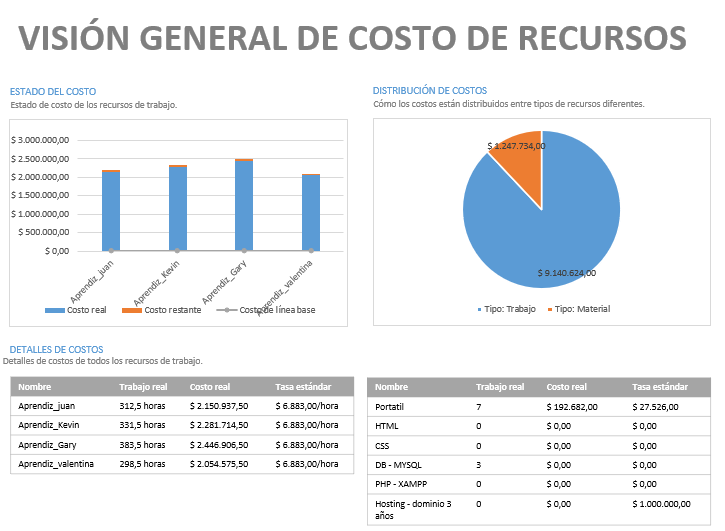 VISIÓN GENERAL DE COSTO DE RECURSOS
ESTADO DEL COSTO
Estado de costo de los recursos de trabajo.
$ 3.000.000,00
$ 2.500.000,00
$ 2.000.000,00
$ 1.500.000,00
$ 1.000.000,00
$ 500.000,00
$ 0,00
Aprendiz_juan
Aprendiz_Kevin
Aprendiz_Gary
Aprendiz_valentina
Costo real Costo restante Costo de línea base
DISTRIBUCIÓN DE COSTOS
Cómo los costos están distribuidos entre tipos de recursos diferentes.
$ 1.247.734,00
$ 9.140.624,00
Tipo: Trabajo Tipo: Material
DETALLES DE COSTOS
Detalles de costos de todos los recursos de trabajo.
Nombre Trabajo real Costo real Tasa estándar
Aprendiz_juan 312,5 horas $ 2.150.937,50 $ 6.883,00/hora
Aprendiz_Kevin 331,5 horas $ 2.281.714,50 $ 6.883,00/hora
Aprendiz_Gary 383,5 horas $ 2.446.906,50 $ 6.883,00/hora
Aprendiz_valentina 298,5 horas $ 2.054.575,50 $ 6.883,00/hora
Nombre Trabajo real Costo real Tasa estándar
Portatil 7 $ 192.682,00 $ 27.526,00
HTML 0 $ 0,00 $ 0,00
CSS 0 $ 0,00 $ 0,00
DB - MYSQL 3 $ 0,00 $ 0,00
PHP - XAMPP 0 $ 0,00 $ 0,00
Hosting - dominio 3 0 $ 0,00 $ 1.000.000,00
años